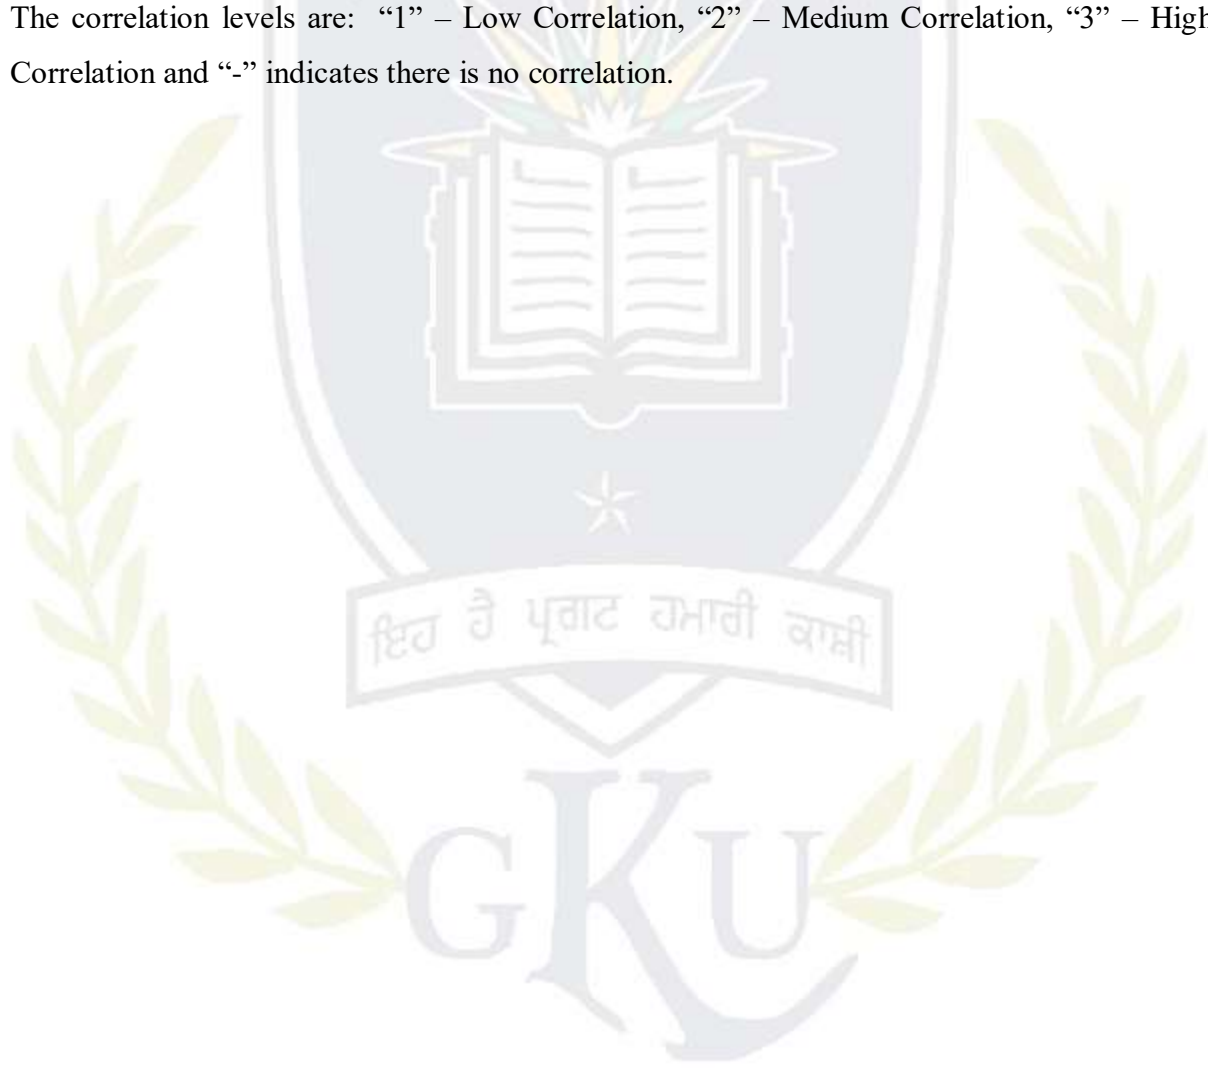 The correlation levels are: “1” – Low Correlation, “2” – Medium Correlation, “3” – High
Correlation and “-” indicates there is no correlation.
ਇਹ ਹੈ ਪ੍ਰਗਟ ਹਮਾਰੀ ਕਾਸ਼ੀ
GKU